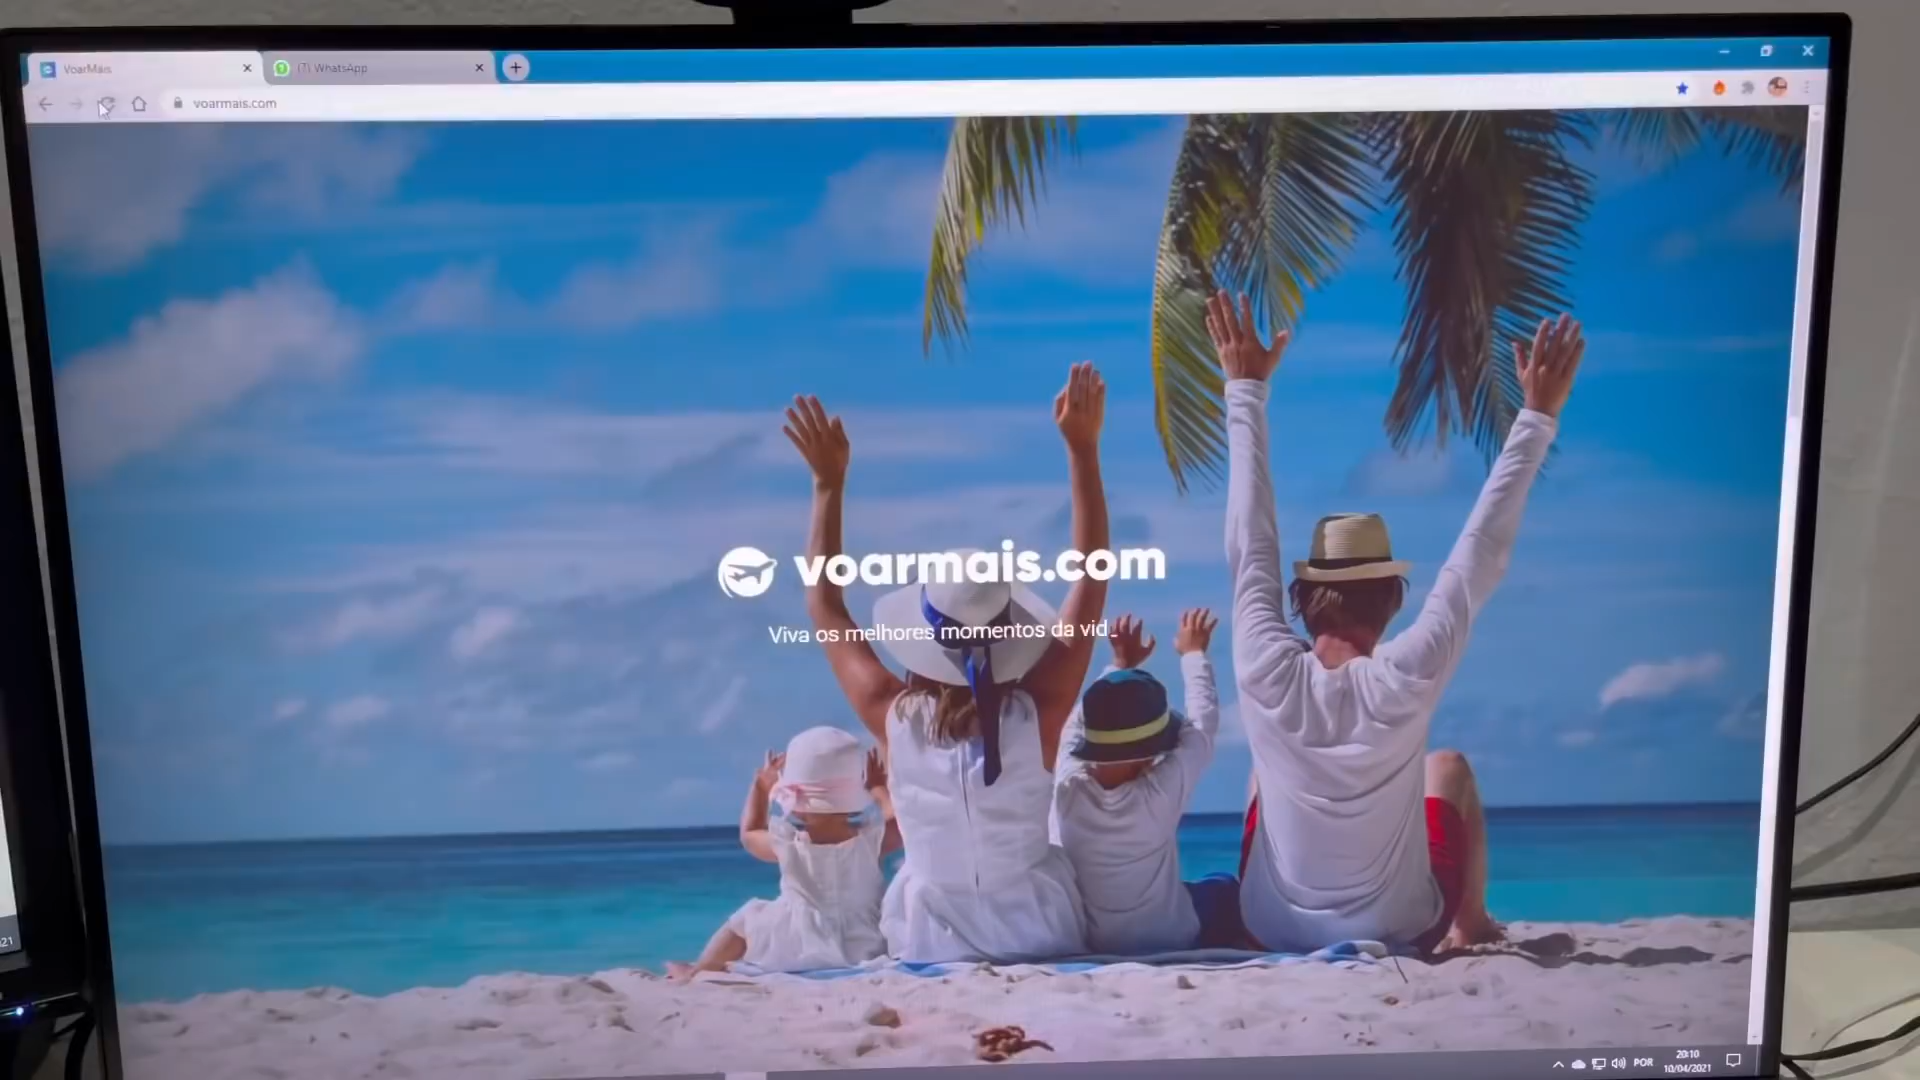 VoarMais
(7) WhatsApp
voarmais.com
voarmais.com
Viva os melhores momentos da vid_
21
POR
20:10
10/04/2021